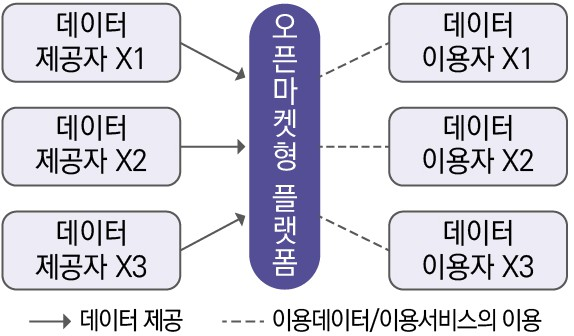 데이터
제공자 X1
데이터
제공자 X2
데이터
제공자 X3
오픈마켓형 플랫폼
데이터
이용자 X1
데이터
이용자 X2
데이터
이용자 X3
데이터 제공
이용데이터/이용서비스의 이용